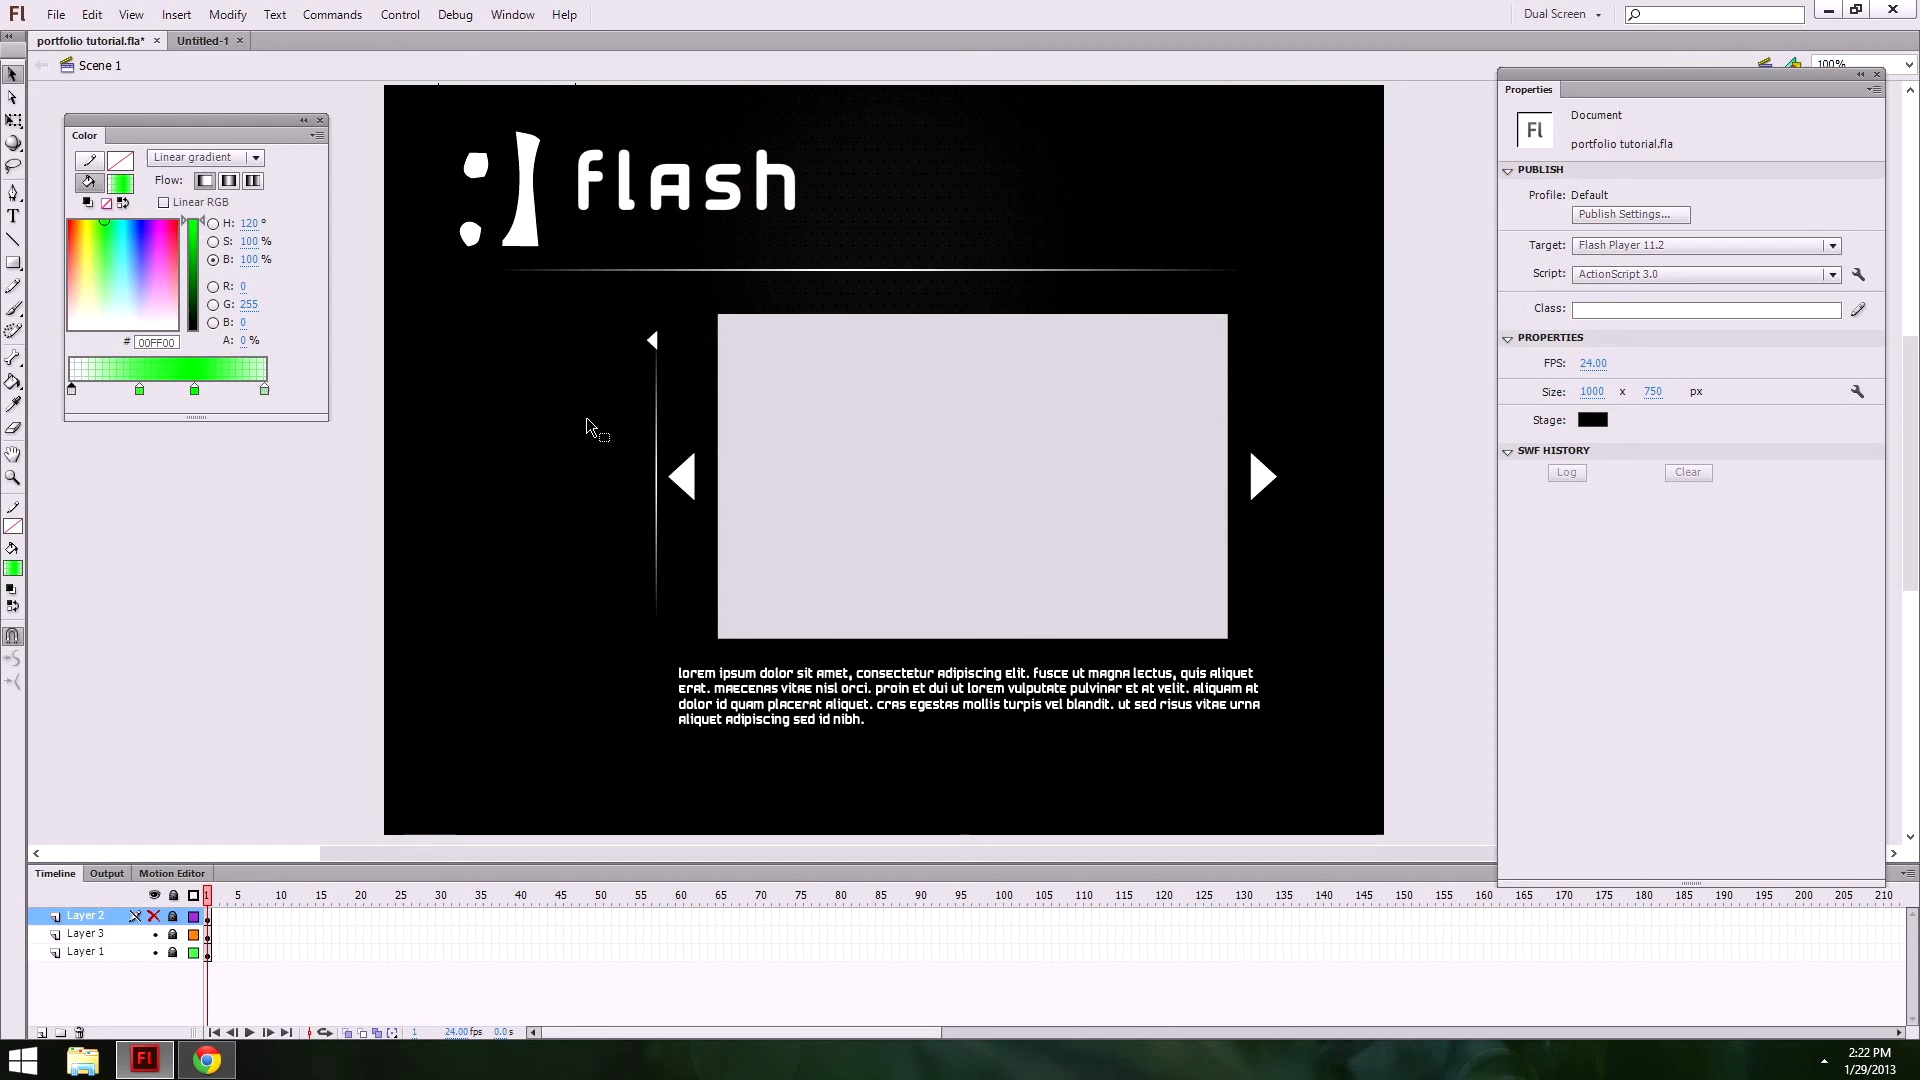 Fl File Edit View Insert Modify Text Commands Control Debug Window Help Dual Screen
portfolio tutorial.fla* × Untitled-1 ×
Scene 1
100%
Color
Linear gradient
Flow:
Linear RGB
H: 120 °
S: 100 %
B: 100 %
R: 0
G: 255
B: 0
# 00FF00 A: 0 %
flash
lorem ipsum dolor sit amet, consectetur adipiscing elit. fusce ut magna lectus, quis aliquet
erat. maecenas vitae nisl orci. proin et dui ut lorem vulputate pulvinar et at velit. aliquam at
dolor id quam placerat aliquet. cras egestas mollis turpis vel blandit. ut sed risus vitae urna
aliquet adipiscing sed id nibh.
Properties
Fl
Document
portfolio tutorial.fla
PUBLISH
Profile: Default
Publish Settings...
Target: Flash Player 11.2
Script: ActionScript 3.0
Class:
PROPERTIES
FPS: 24.00
Size: 1000 x 750 px
Stage:
SWF HISTORY
Log Clear
Timeline Output Motion Editor
1 5 10 15 20 25 30 35 40 45 50 55 60 65 70 75 80 85 90 95 100 105 110 115 120 125 130 135 140 145 150 155 160 165 170 175 180 185 190 195 200 205 210
Layer 2
Layer 3
Layer 1
1 24.00 fps 0.0 s
Fl
2:22 PM
1/29/2013